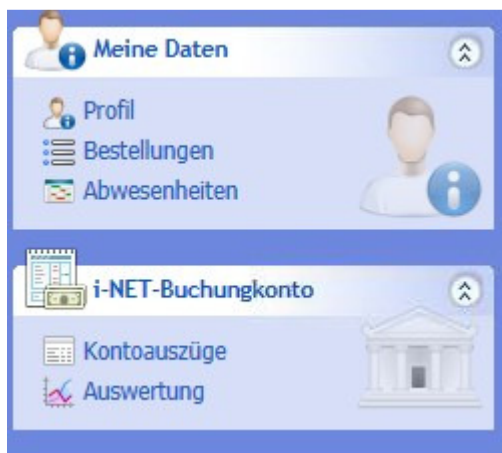 Meine Daten
Profil
Bestellungen
Abwesenheiten
i-NET-Buchungkonto
Kontoauszüge
Auswertung